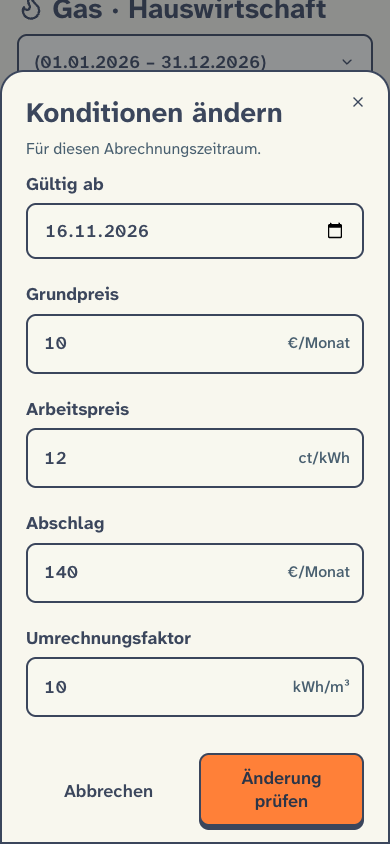 Gas · Hauswirtschaft
(01.01.2026 – 31.12.2026)
Konditionen ändern
Für diesen Abrechnungszeitraum.
Gültig ab
16.11.2026
Grundpreis
10 €/Monat
Arbeitspreis
12 ct/kWh
Abschlag
140 €/Monat
Umrechnungsfaktor
10 kWh/m³
Abbrechen
Änderung
prüfen